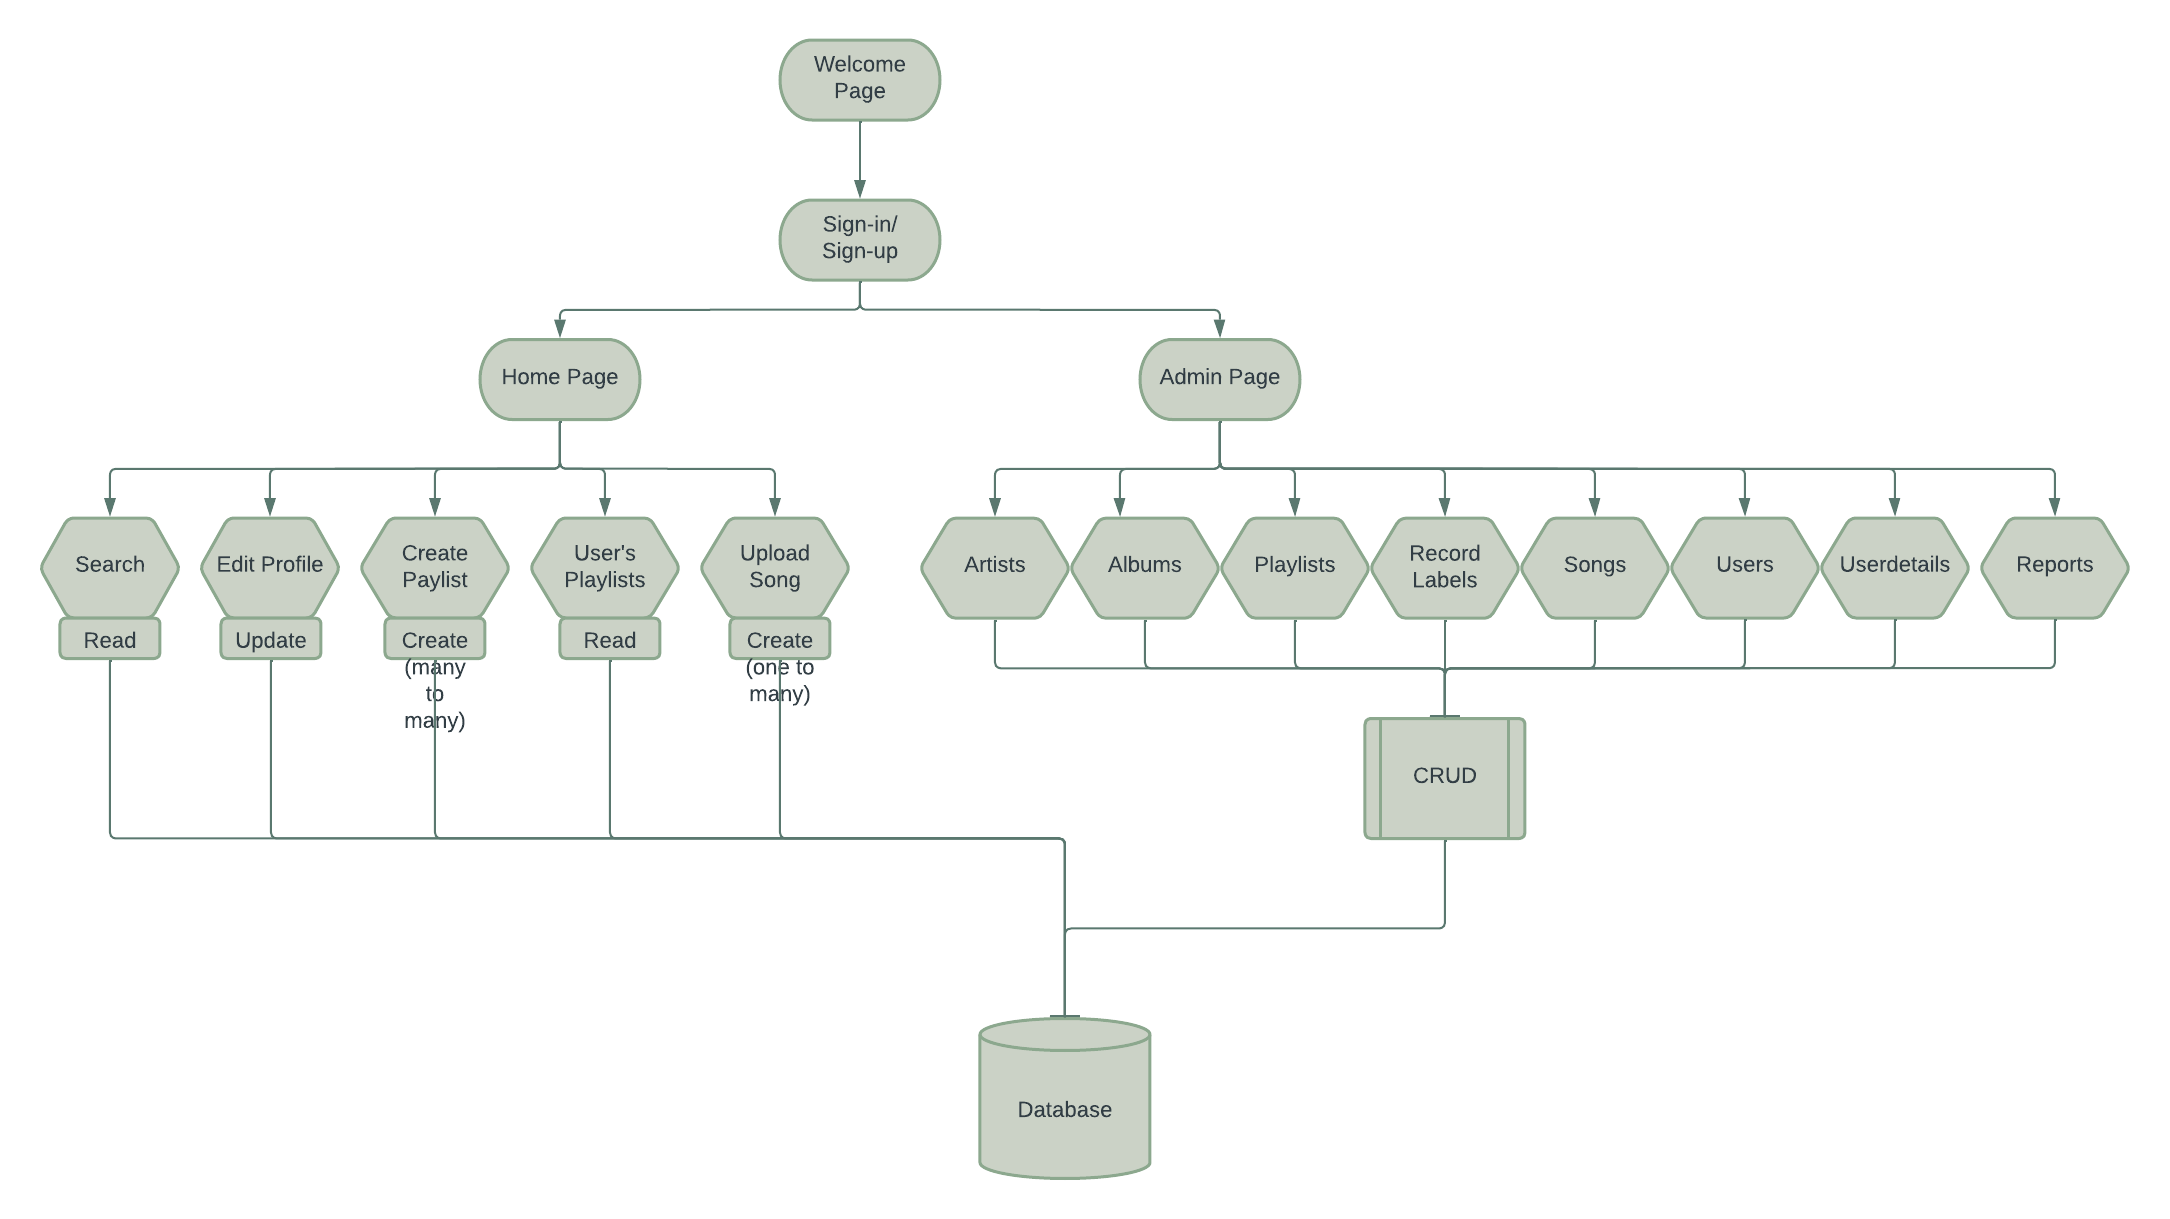 Welcome
Page
Sign-in/
Sign-up
Home Page
Admin Page
Search
Edit Profile
Create
Paylist
User's
Playlists
Upload
Song
Artists
Albums
Playlists
Record
Labels
Songs
Users
Userdetails
Reports
Read
Update
Create
(many
to
many)
Read
Create
(one to
many)
CRUD
Database